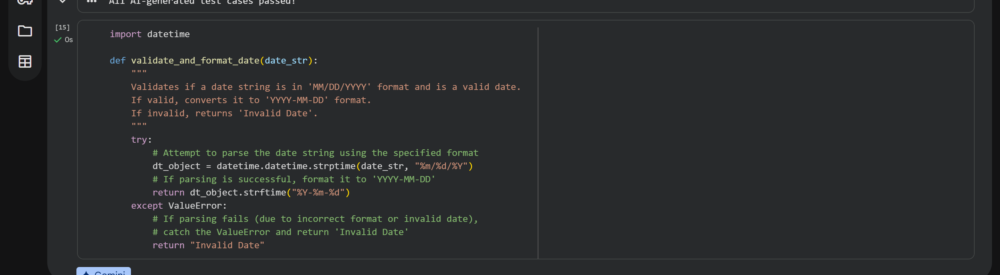 All AI-generated test cases passed!
[15]
0s
import datetime
def validate_and_format_date(date_str):
"""
Validates if a date string is in 'MM/DD/YYYY' format and is a valid date.
If valid, converts it to 'YYYY-MM-DD' format.
If invalid, returns 'Invalid Date'.
"""
try:
# Attempt to parse the date string using the specified format
dt_object = datetime.datetime.strptime(date_str, "%m/%d/%Y")
# If parsing is successful, format it to 'YYYY-MM-DD'
return dt_object.strftime("%Y-%m-%d")
except ValueError:
# If parsing fails (due to incorrect format or invalid date),
# catch the ValueError and return 'Invalid Date'
return "Invalid Date"
Gemini